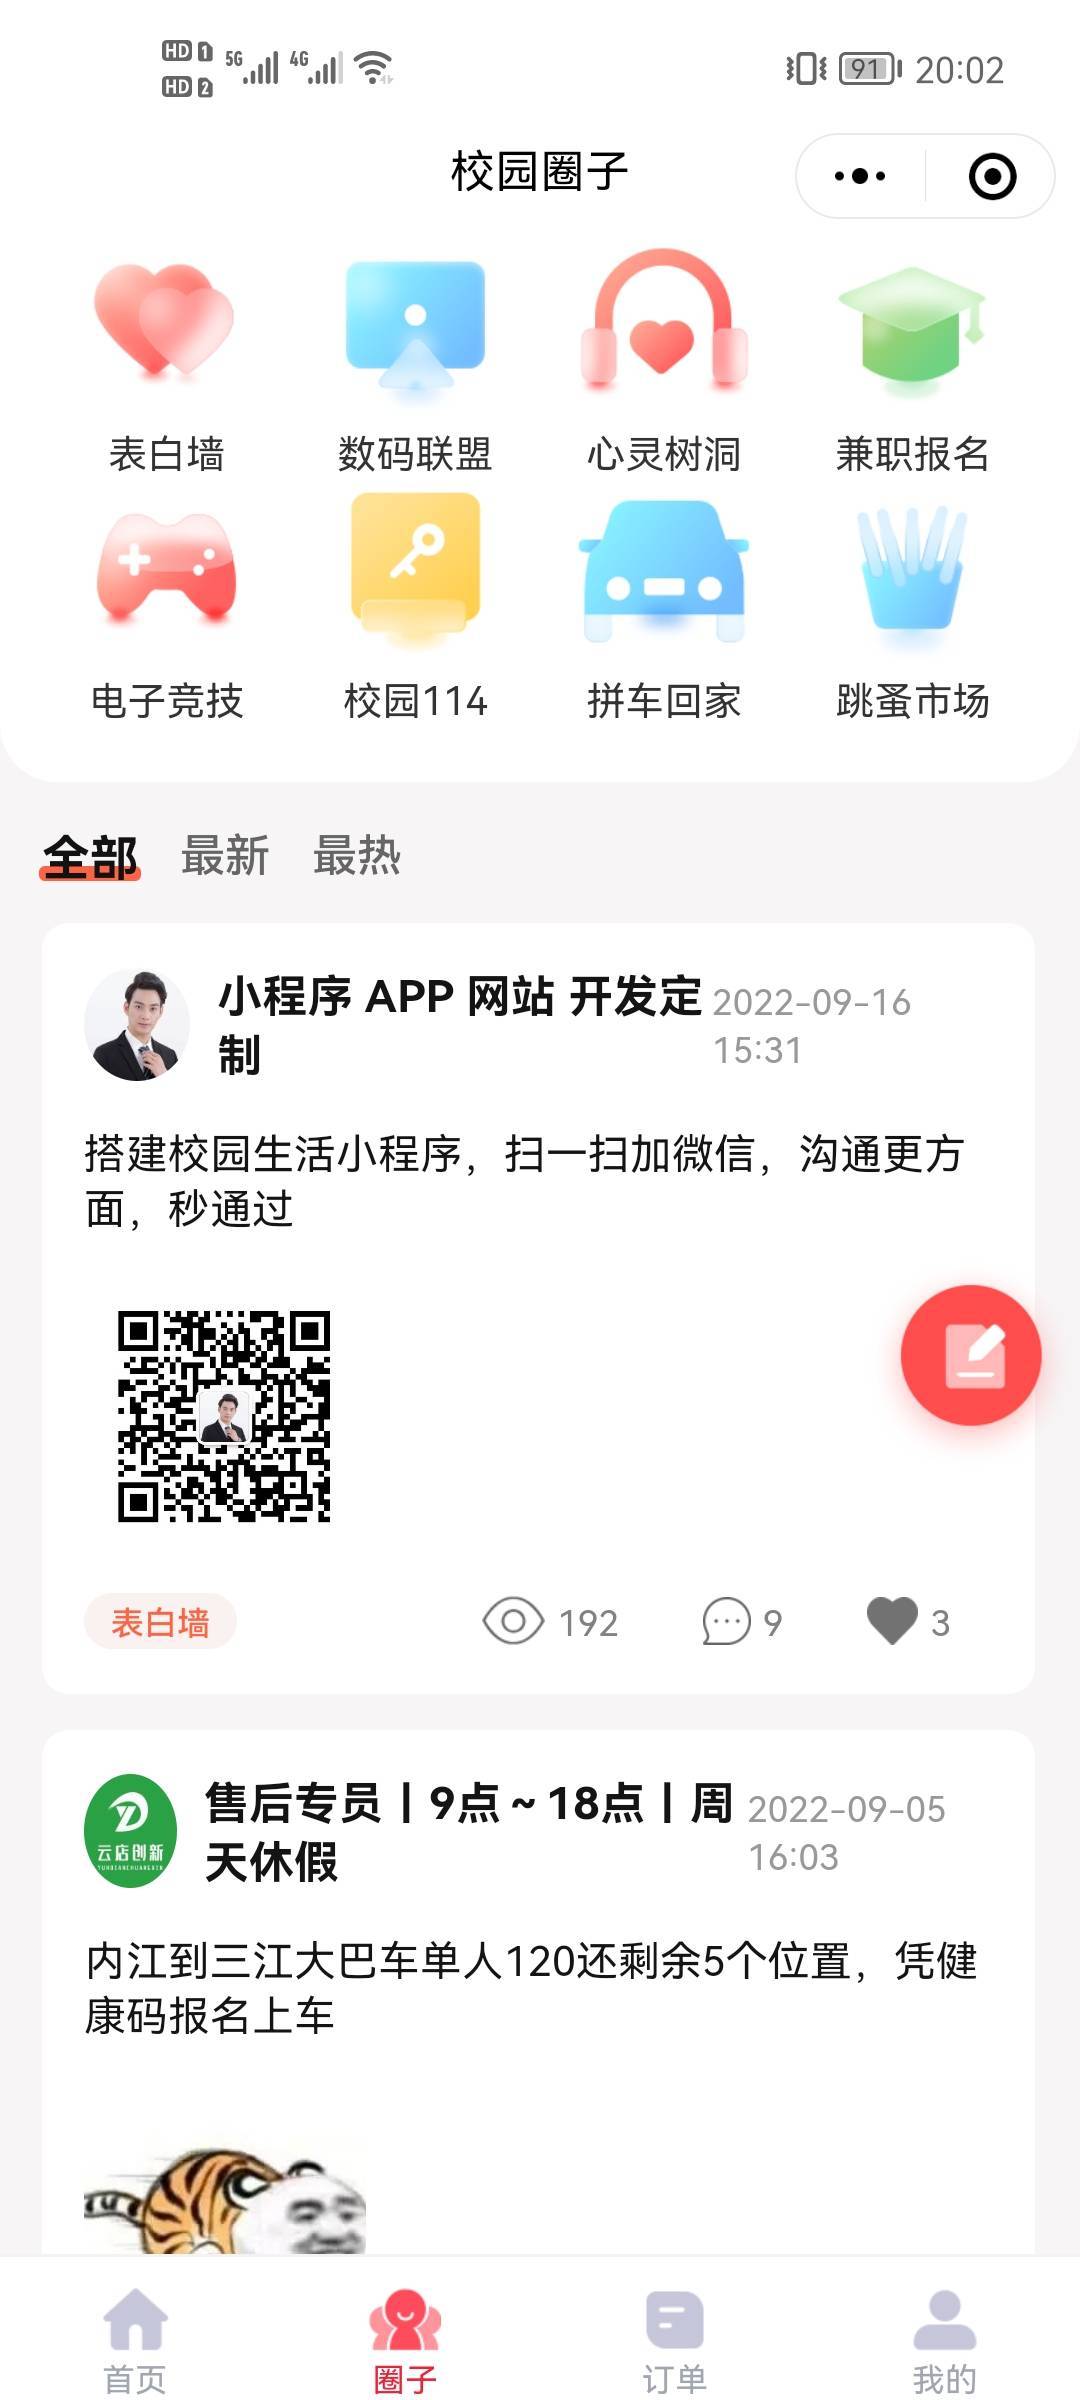 HD 1 5G 4G
HD 2
91 20:02
校园圈子
表白墙 数码联盟 心灵树洞 兼职报名
电子竞技 校园114 拼车回家 跳蚤市场
全部 最新 最热
小程序 APP 网站 开发定
制
2022-09-16
15:31
搭建校园生活小程序，扫一扫加微信，沟通更方
面，秒通过
表白墙 192 9 3
云店创新
YUNDIANCHUANGXIN
售后专员丨9点~18点丨周
天休假
2022-09-05
16:03
内江到三江大巴车单人120还剩余5个位置，凭健
康码报名上车
首页 圈子 订单 我的